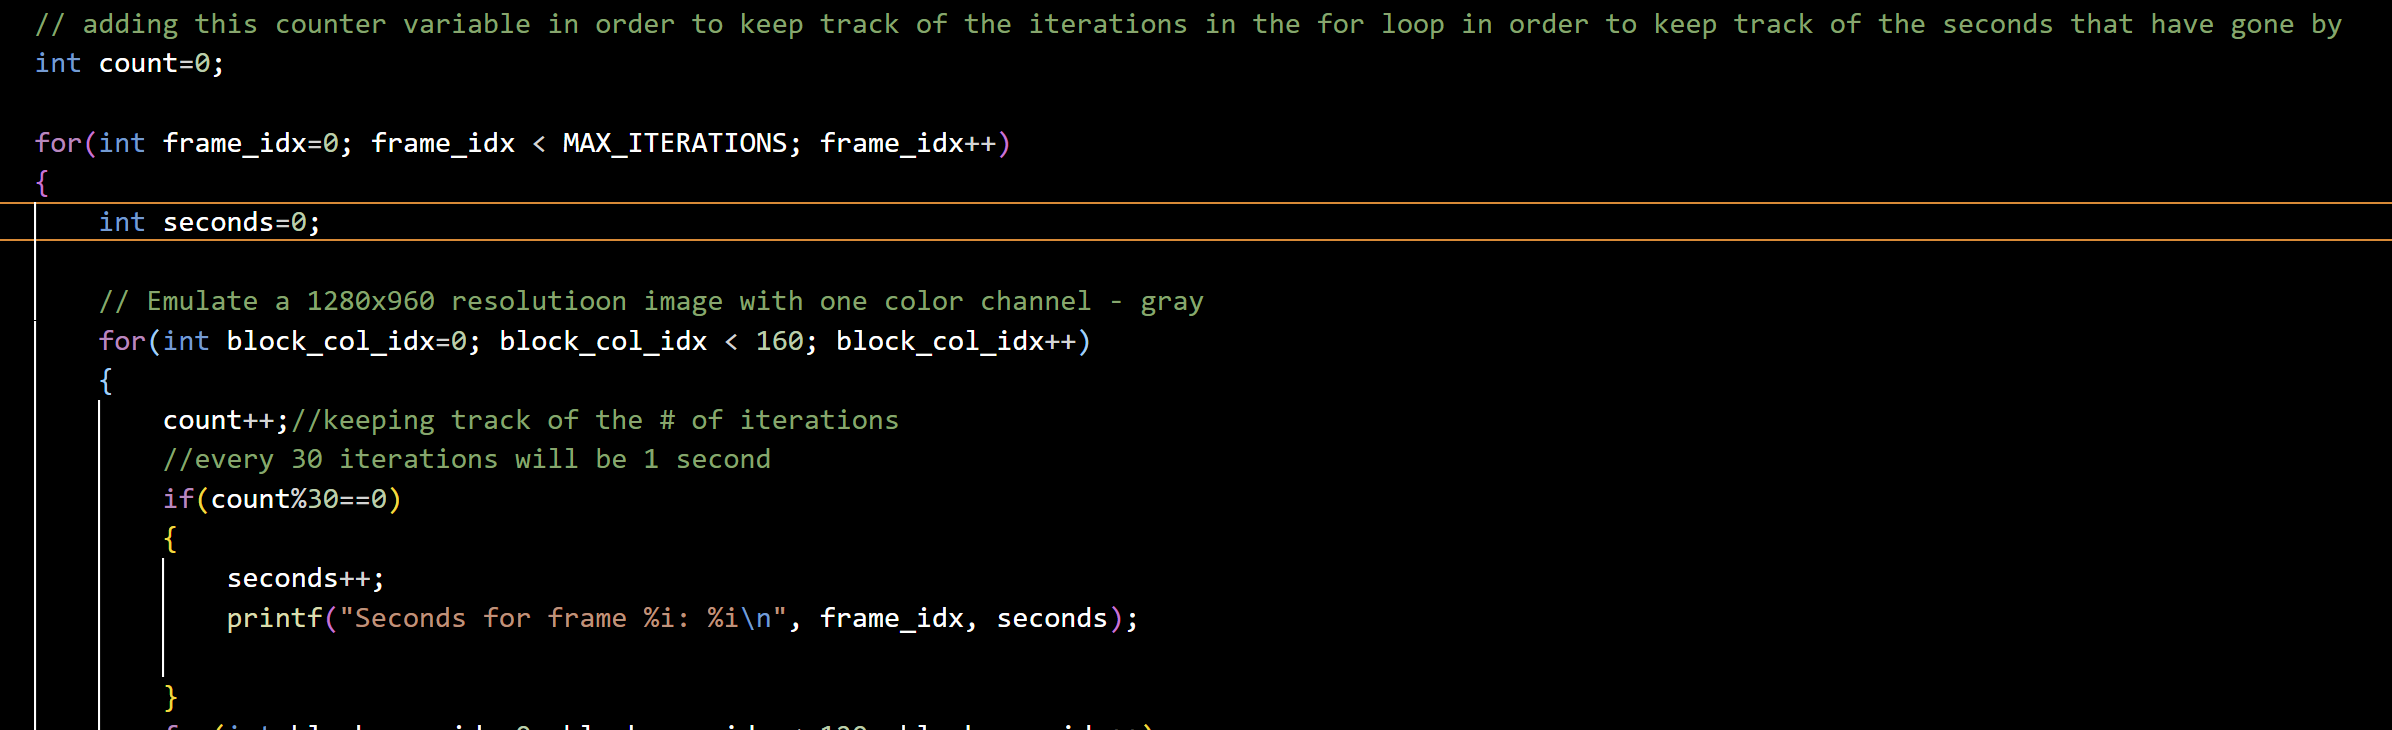 // adding this counter variable in order to keep track of the iterations in the for loop in order to keep track of the seconds that have gone by
int count=0;
for(int frame_idx=0; frame_idx < MAX_ITERATIONS; frame_idx++)
{
int seconds=0;
// Emulate a 1280x960 resolutioon image with one color channel - gray
for(int block_col_idx=0; block_col_idx < 160; block_col_idx++)
{
count++;//keeping track of the # of iterations
//every 30 iterations will be 1 second
if(count%30==0)
{
seconds++;
printf("Seconds for frame %i: %i\n", frame_idx, seconds);
}